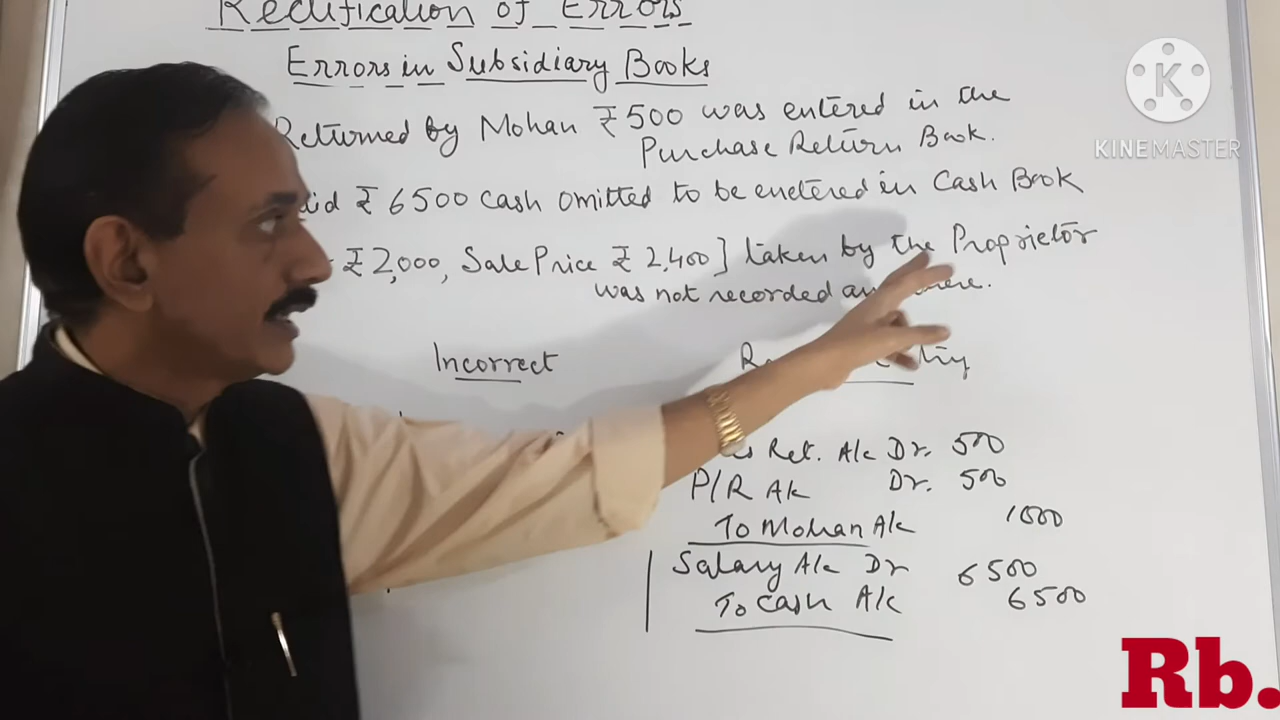 Rectification of Errors
Errors in Subsidiary Books
Returned by Mohan ₹500 was entered in the
Purchase Return Book.
₹6500 cash omitted to be enetered in Cash Book
₹2,000, Sale Price ₹2,400] taken by the Proprietor
was not recorded
Incorrect
Ret. A/c Dr. 500
P/R A/c Dr. 500
To Mohan A/c 1000
Salary A/c Dr 6500
To Cash A/c 6500
K
KINEMASTER
Rb.